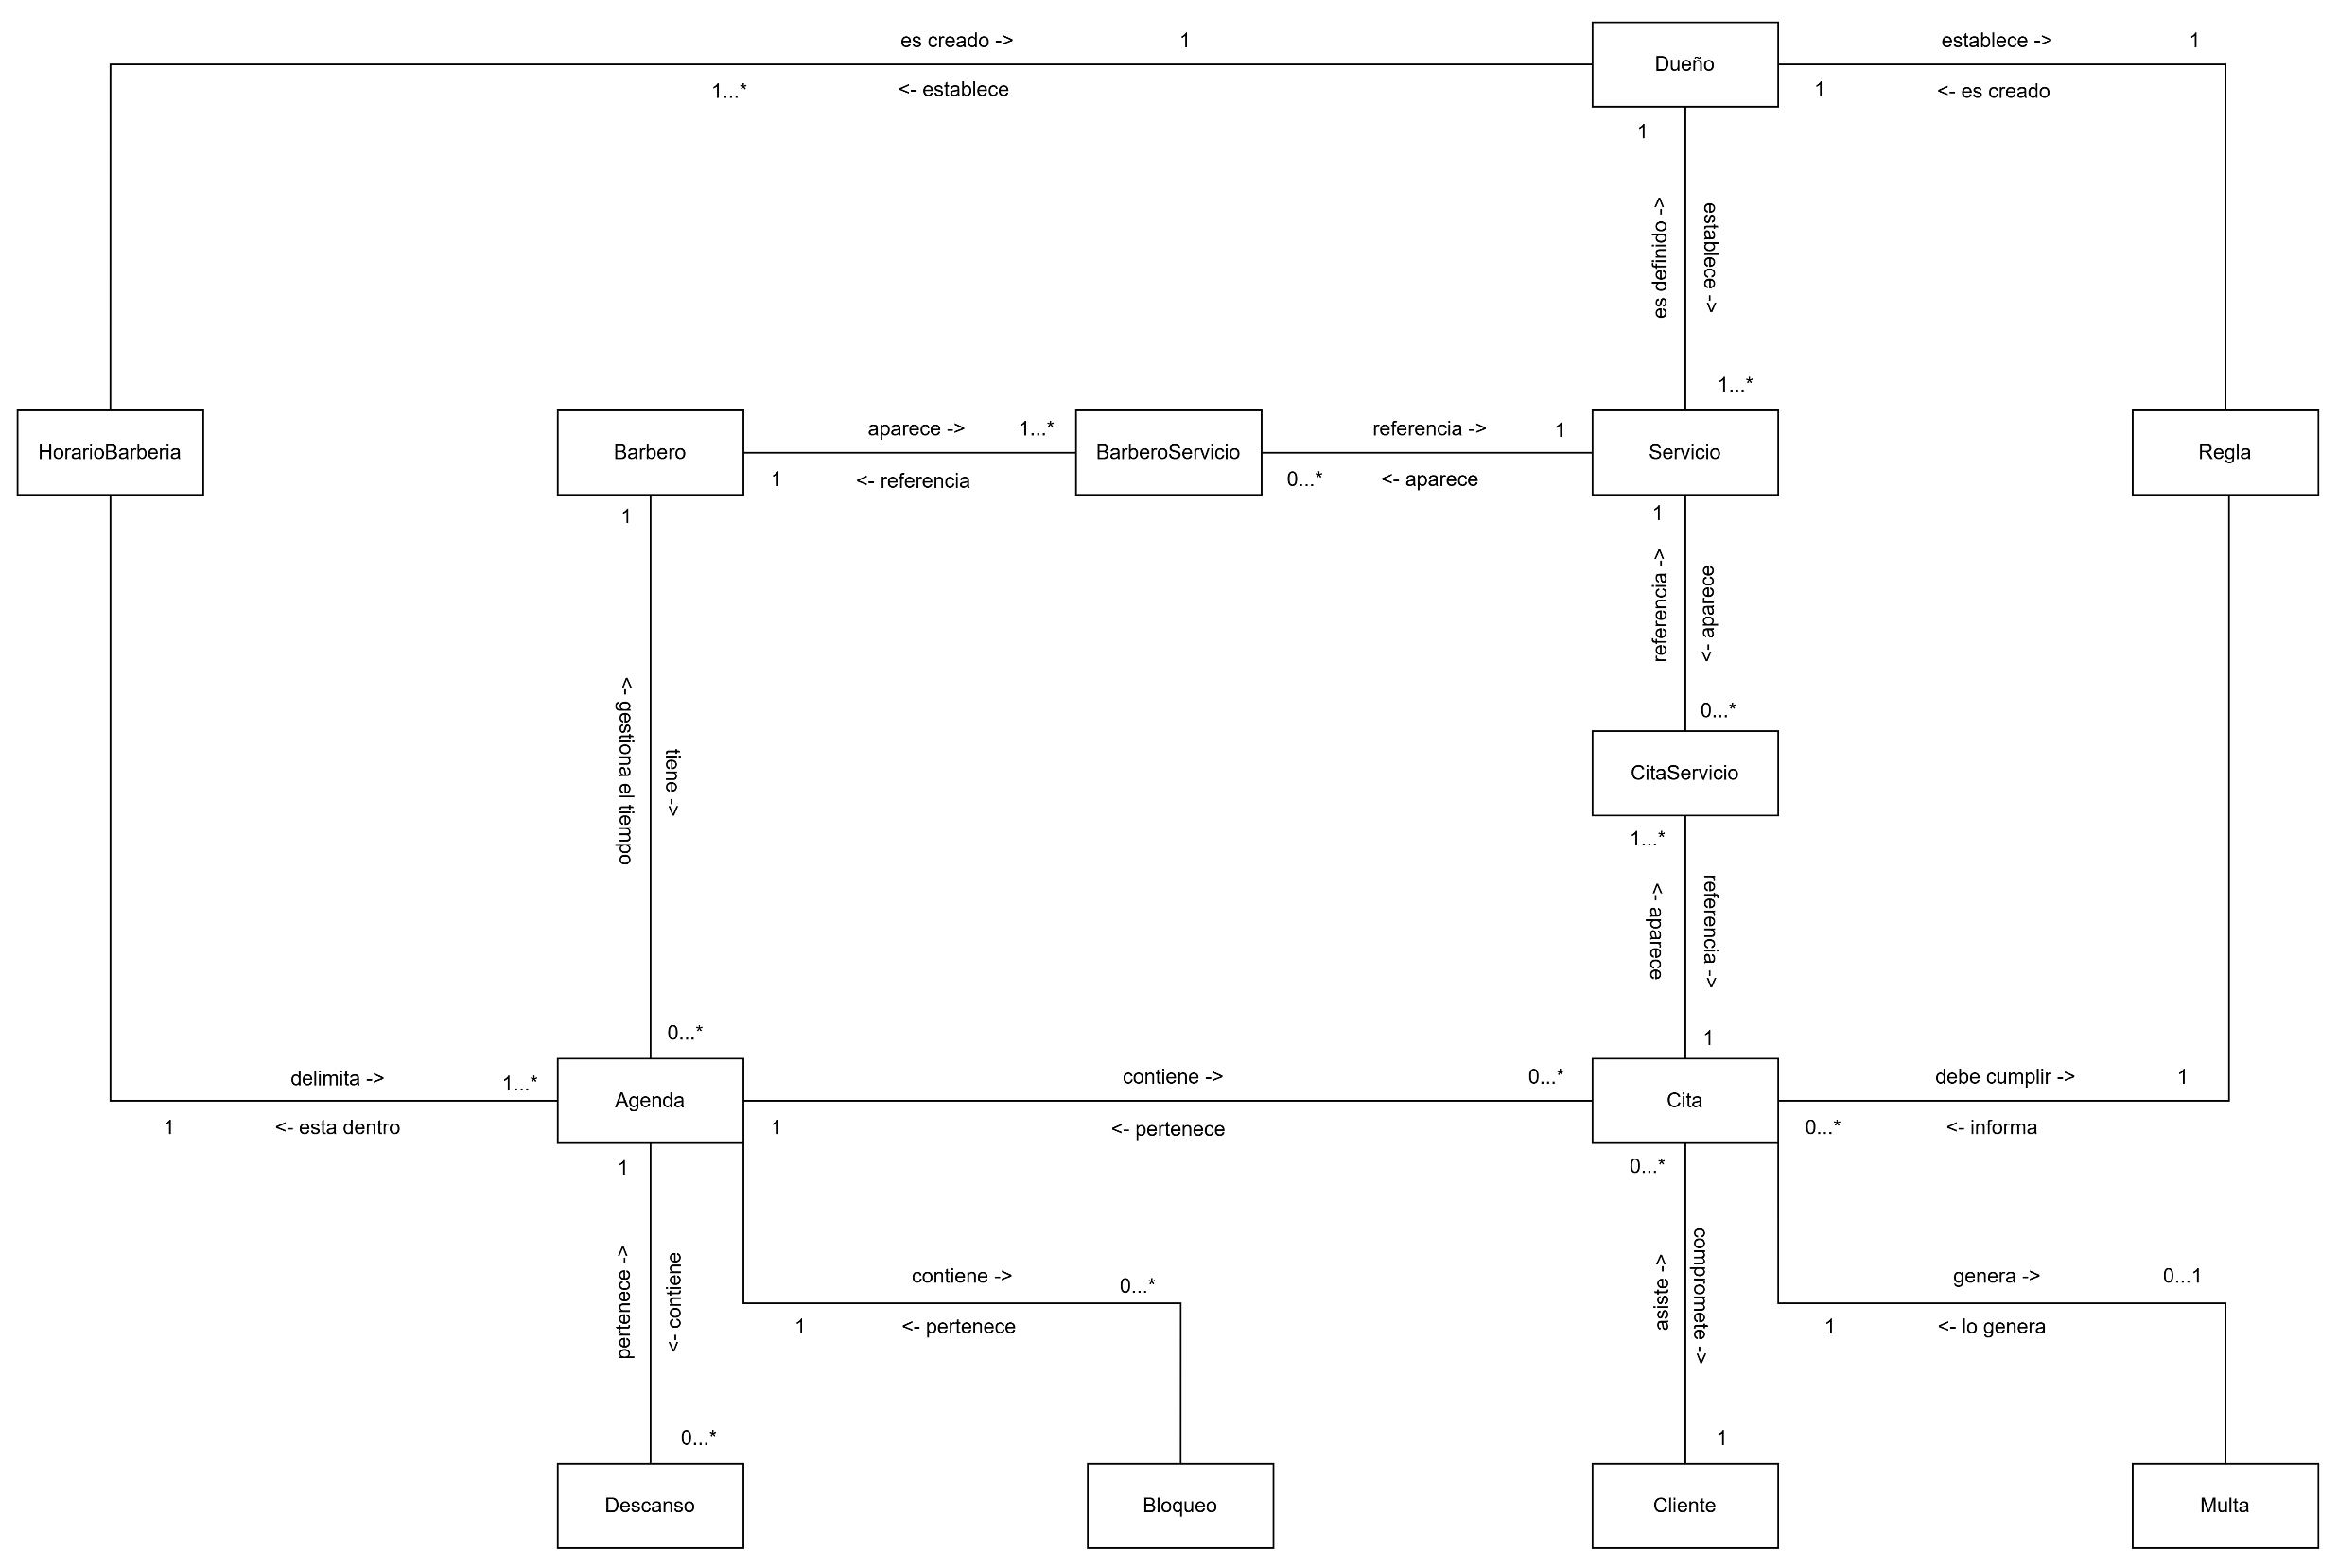 es creado ->
1
1...*
<- establece
Dueño
establece ->
1
1
<- es creado
1
es definido ->
establece ->
1...*
HorarioBarberia
Barbero
aparece ->
1...*
1
<- referencia
BarberoServicio
referencia ->
1
0...*
<- aparece
Servicio
Regla
1
<- gestiona el tiempo
tiene ->
0...*
1
referencia ->
<- aparece
0...*
CitaServicio
1...*
<- aparece
referencia ->
1
delimita ->
1...*
1
<- esta dentro
Agenda
contiene ->
0...*
1
<- pertenece
Cita
debe cumplir ->
1
0...*
<- informa
1
pertenece ->
<- contiene
0...*
contiene ->
0...*
1
<- pertenece
0...*
asiste ->
compromete ->
1
genera ->
0...1
1
<- lo genera
Descanso
Bloqueo
Cliente
Multa